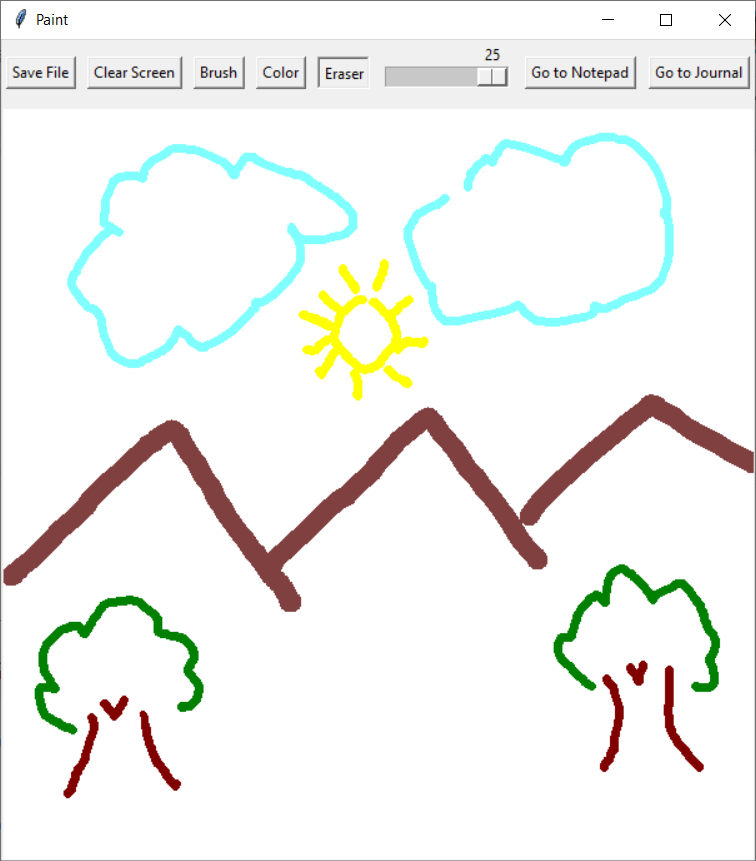 Paint
25
Save File Clear Screen Brush Color Eraser Go to Notepad Go to Journal